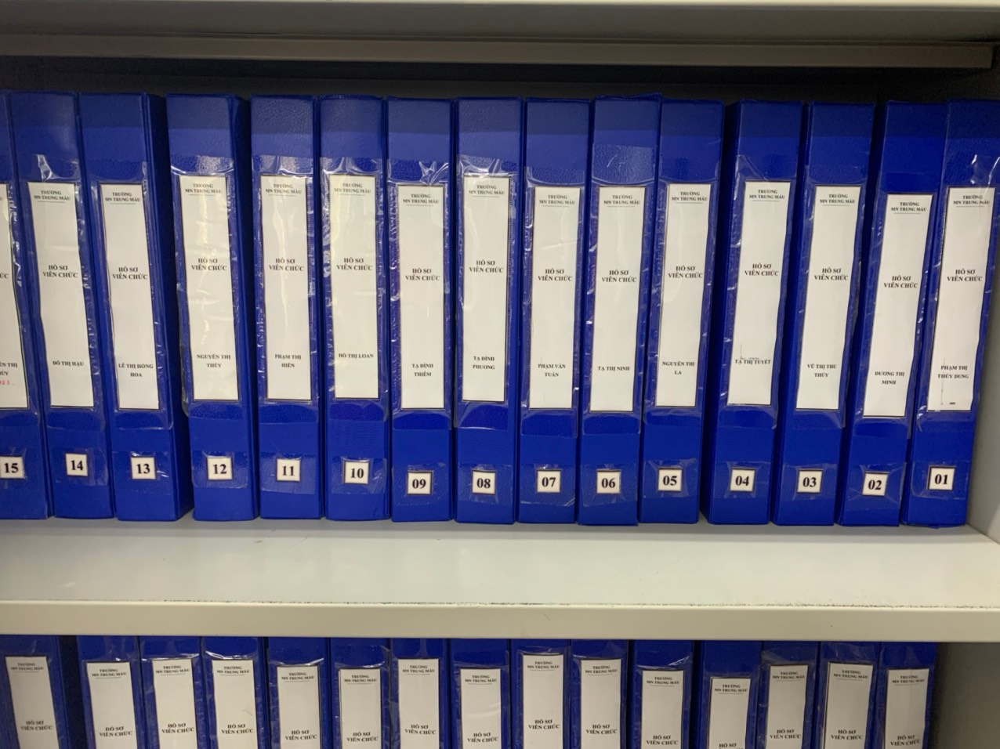 ÊN THỊ
HÚY
15
TRƯỜNG
MN TRUNG MẦU
HỒ SƠ
VIÊN CHỨC
ĐỖ THỊ HẬU
14
TRƯỜNG
MN TRUNG MẦU
HỒ SƠ
VIÊN CHỨC
LÊ THỊ HỒNG
HOA
13
TRƯỜNG
MN TRUNG MẦU
HỒ SƠ
VIÊN CHỨC
NGUYỄN THỊ
THÚY
12
TRƯỜNG
MN TRUNG MẦU
HỒ SƠ
VIÊN CHỨC
PHẠM THỊ
HIÊN
11
TRƯỜNG
MN TRUNG MẦU
HỒ SƠ
VIÊN CHỨC
HỒ THỊ LOAN
10
TRƯỜNG
MN TRUNG MẦU
HỒ SƠ
VIÊN CHỨC
TẠ ĐÌNH
THIÊM
09
TRƯỜNG
MN TRUNG MẦU
HỒ SƠ
VIÊN CHỨC
TẠ ĐÌNH
PHƯƠNG
08
TRƯỜNG
MN TRUNG MẦU
HỒ SƠ
VIÊN CHỨC
PHẠM VĂN
TUÂN
07
TRƯỜNG
MN TRUNG MẦU
HỒ SƠ
VIÊN CHỨC
TẠ THỊ NINH
06
TRƯỜNG
MN TRUNG MẦU
HỒ SƠ
VIÊN CHỨC
NGUYỄN THỊ
LA
05
TRƯỜNG
MN TRUNG MẦU
HỒ SƠ
VIÊN CHỨC
TẠ THỊ TUYẾT
04
TRƯỜNG
MN TRUNG MẦU
HỒ SƠ
VIÊN CHỨC
VŨ THỊ THU
THỦY
03
TRƯỜNG
MN TRUNG MẦU
HỒ SƠ
VIÊN CHỨC
DƯƠNG THỊ
MINH
02
TRƯỜNG
MN TRUNG MẦU
HỒ SƠ
VIÊN CHỨC
PHẠM THỊ
THÙY DUNG
01
TRƯỜNG
MN TRUNG MẦU
HỒ SƠ
VIÊN CHỨC
TRƯỜNG
MN TRUNG MẦU
HỒ SƠ
VIÊN CHỨC
TRƯỜNG
MN TRUNG MẦU
HỒ SƠ
VIÊN CHỨC
TRƯỜNG
MN TRUNG MẦU
HỒ SƠ
VIÊN CHỨC
TRƯỜNG
MN TRUNG MẦU
HỒ SƠ
VIÊN CHỨC
TRƯỜNG
MN TRUNG MẦU
HỒ SƠ
VIÊN CHỨC
TRƯỜNG
MN TRUNG MẦU
HỒ SƠ
VIÊN CHỨC
TRƯỜNG
MN TRUNG MẦU
HỒ SƠ
VIÊN CHỨC
TRƯỜNG
MN TRUNG MẦU
HỒ SƠ
VIÊN CHỨC
TRƯỜNG
MN TRUNG MẦU
HỒ SƠ
VIÊN CHỨC
TRƯỜNG
MN TRUNG MẦU
HỒ SƠ
VIÊN CHỨC
TRƯỜNG
MN TRUNG MẦU
HỒ SƠ
TRƯỜNG
MN TRUNG MẦU
HỒ SƠ
VIÊN CHỨC
TRƯỜNG
MN TRUNG MẦU
HỒ SƠ
VIÊN CHỨC
TRƯỜNG
MN TRUNG MẦU
HỒ SƠ
VIÊN CHỨC